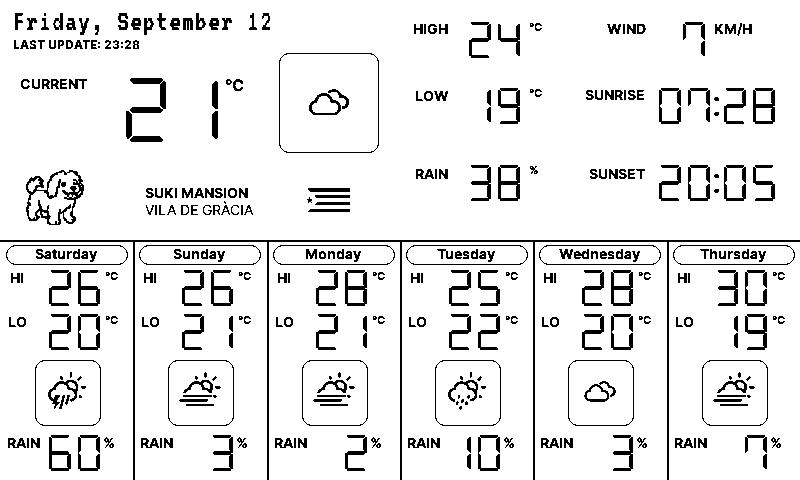 Friday, September 12
LAST UPDATE: 23:28
CURRENT 21 °C
SUKI MANSION
VILA DE GRÀCIA
HIGH 24 °C
LOW 19 °C
RAIN 38 %
WIND 7 KM/H
SUNRISE 07:28
SUNSET 20:05
Saturday
HI 26 °C
LO 20 °C
RAIN 60 %
Sunday
HI 26 °C
LO 21 °C
RAIN 3 %
Monday
HI 28 °C
LO 21 °C
RAIN 2 %
Tuesday
HI 25 °C
LO 22 °C
RAIN 10 %
Wednesday
HI 28 °C
LO 20 °C
RAIN 3 %
Thursday
HI 30 °C
LO 19 °C
RAIN 7 %